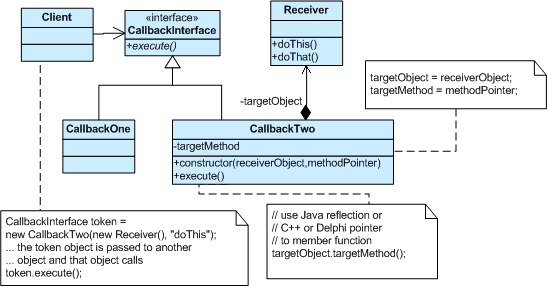 Client
«interface»
CallbackInterface
+execute()
Receiver
+doThis()
+doThat()
targetObject = receiverObject;
targetMethod = methodPointer;
-targetObject
CallbackOne
CallbackTwo
-targetMethod
+constructor(receiverObject,methodPointer)
+execute()
CallbackInterface token =
new CallbackTwo(new Receiver(), "doThis");
... the token object is passed to another
... object and that object calls
token.execute();
// use Java reflection or
// C++ or Delphi pointer
// to member function
targetObject.targetMethod();